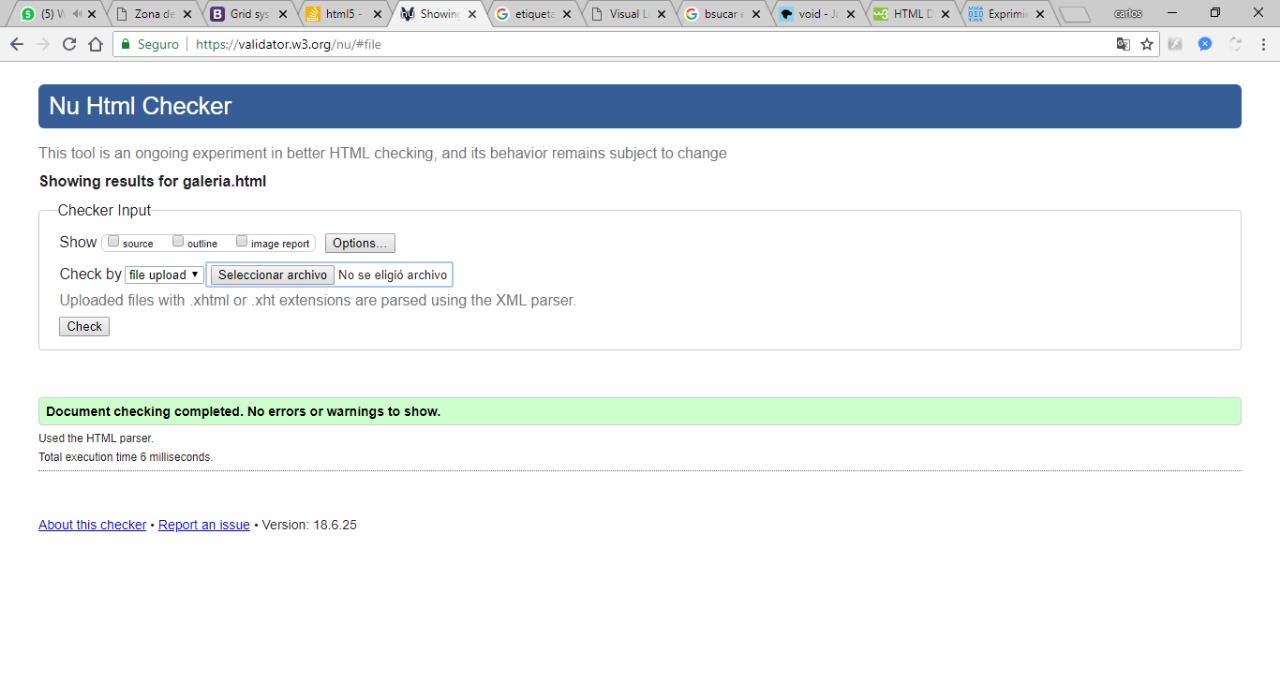 (5) W
Zona de
Grid sys
html5 -
Showing
etiqueta
Visual L
bsucar e
void - Ja
HTML D
Exprimi
carlos
Seguro | https://validator.w3.org/nu/#file
Nu Html Checker
This tool is an ongoing experiment in better HTML checking, and its behavior remains subject to change
Showing results for galeria.html
Checker Input
Show source outline image report Options...
Check by file upload Seleccionar archivo No se eligió archivo
Uploaded files with .xhtml or .xht extensions are parsed using the XML parser.
Check
Document checking completed. No errors or warnings to show.
Used the HTML parser.
Total execution time 6 milliseconds.
About this checker • Report an issue • Version: 18.6.25